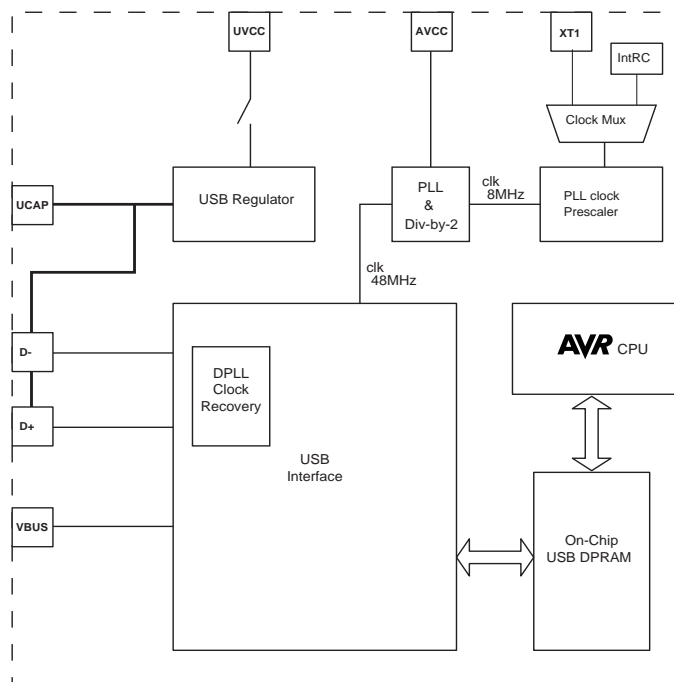 UVCC
AVCC
XT1
IntRC
Clock Mux
UCAP
USB Regulator
PLL
&
Div-by-2
clk
8MHz
PLL clock
Prescaler
clk
48MHz
D-
D+
VBUS
DPLL
Clock
Recovery
USB
Interface
AVR CPU
On-Chip
USB DPRAM